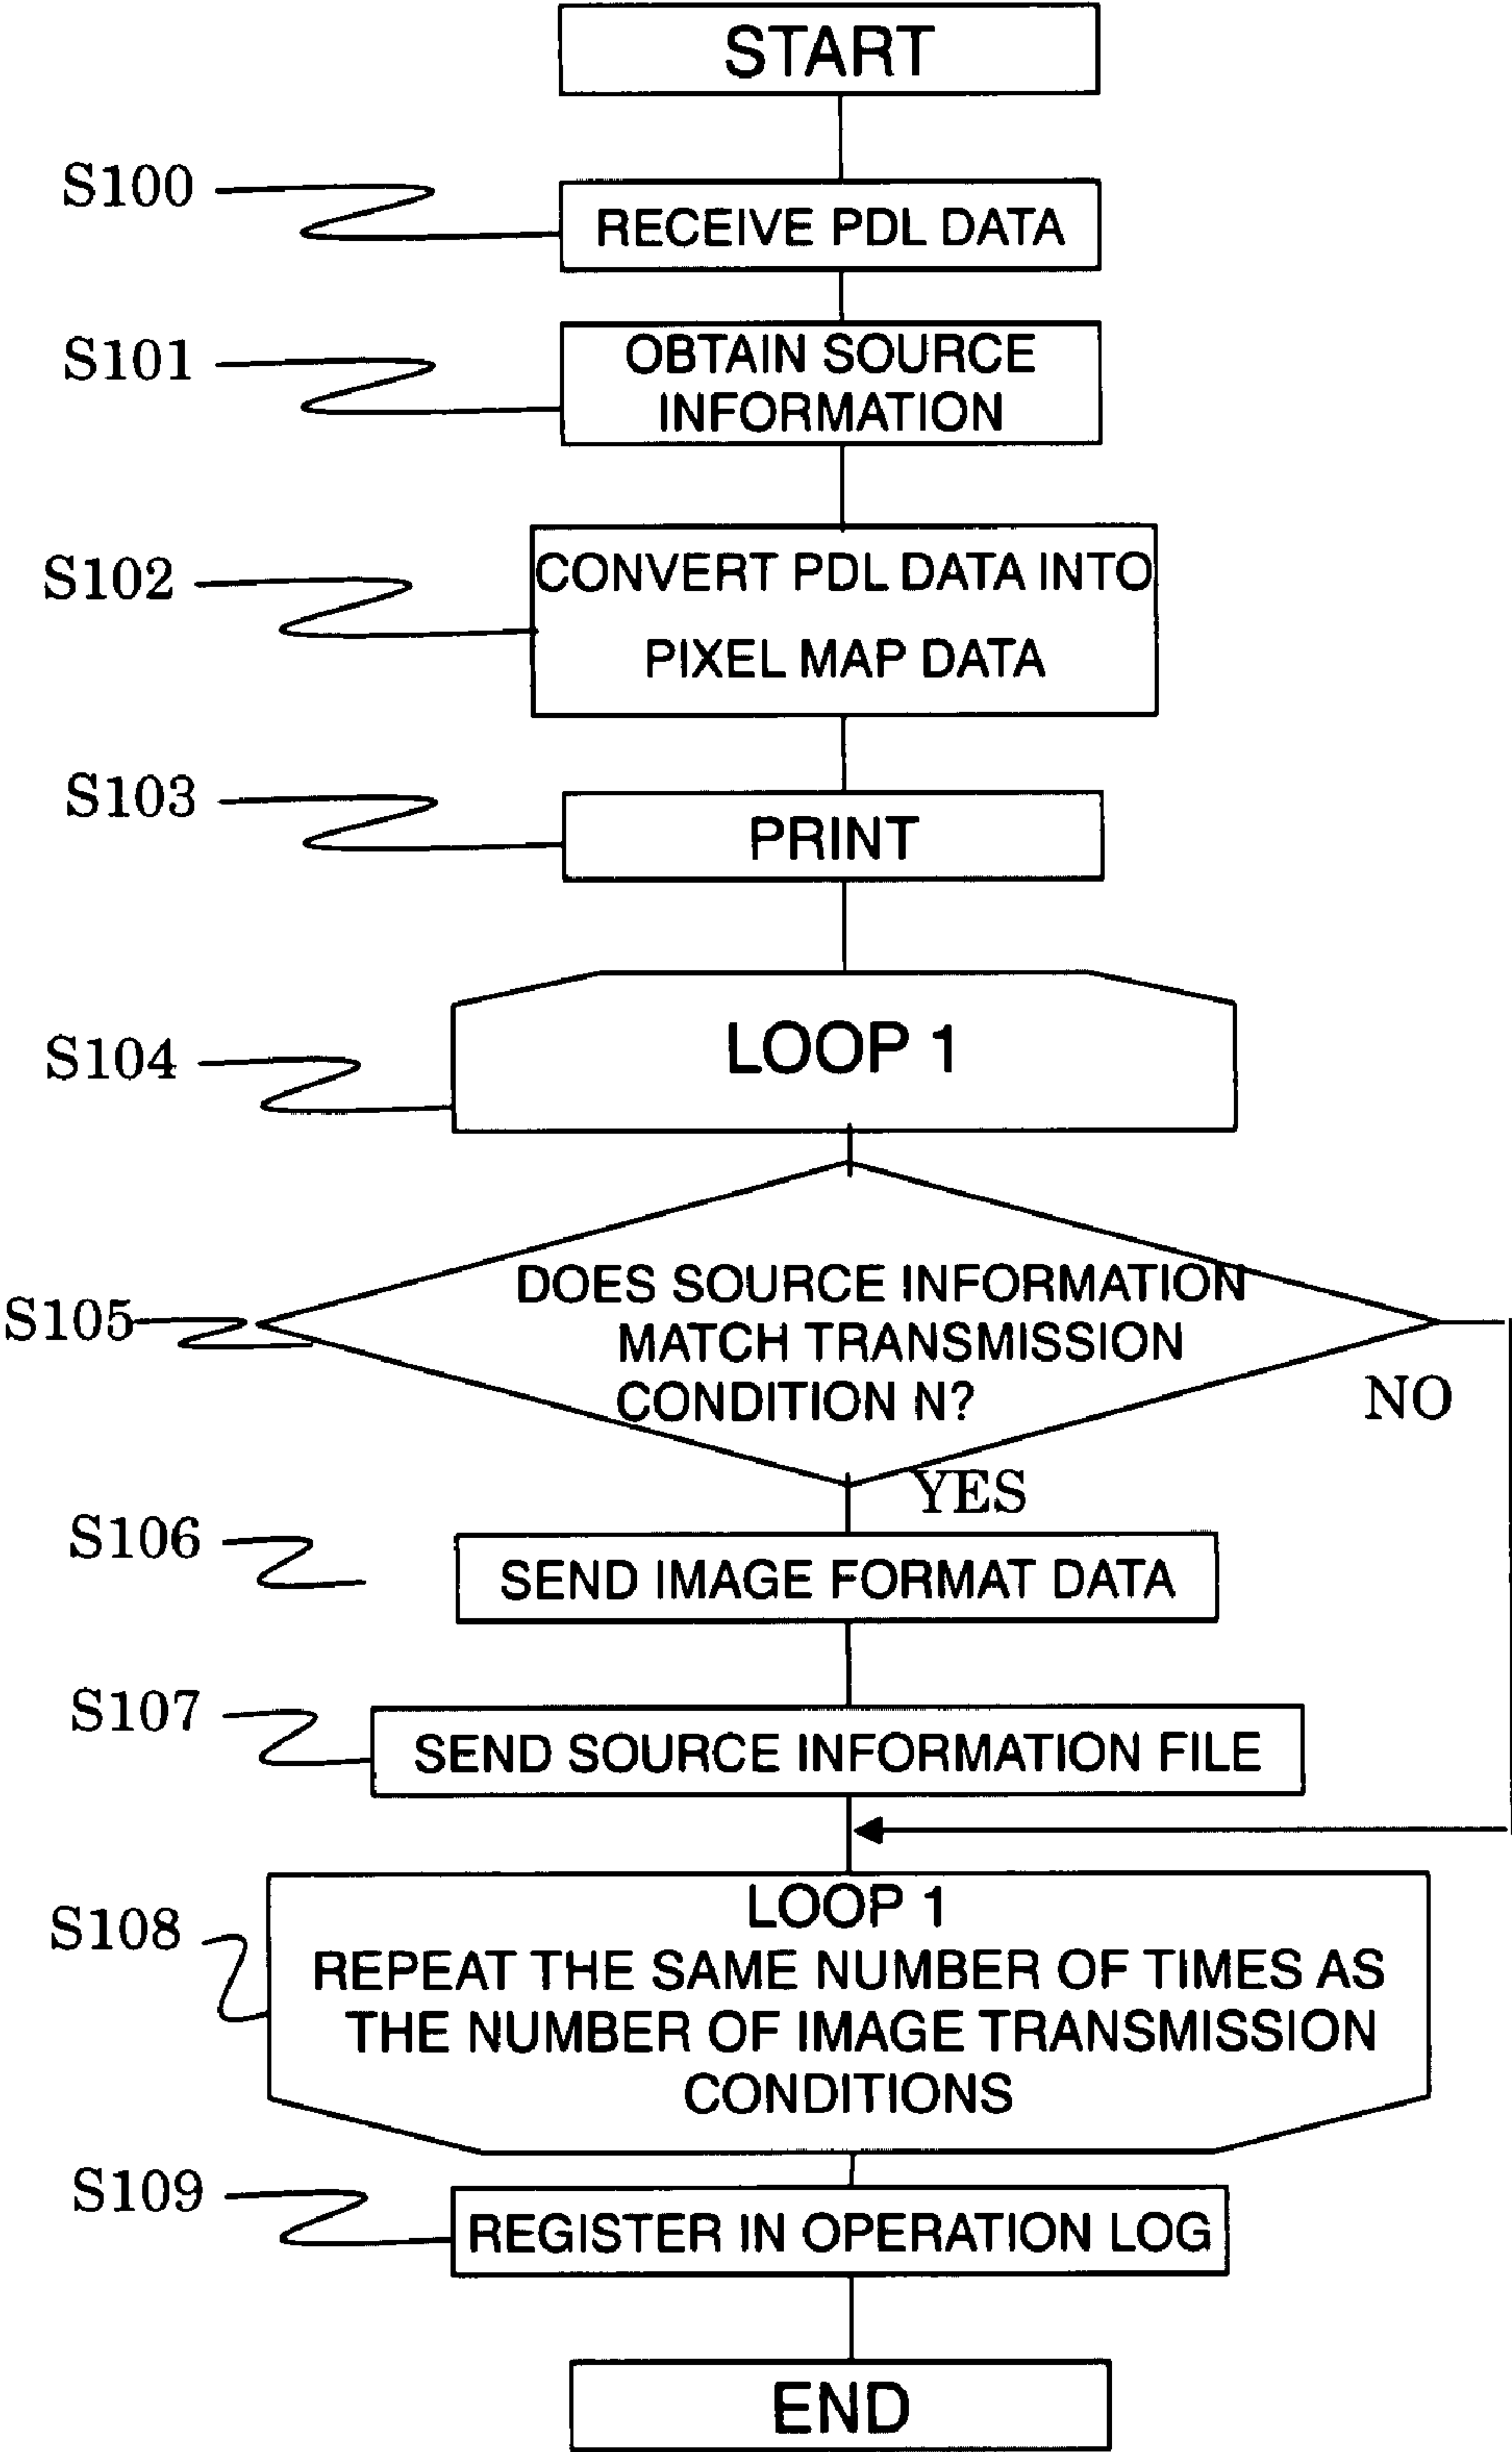 START
S100
RECEIVE PDL DATA
S101
OBTAIN SOURCE
INFORMATION
S102
CONVERT PDL DATA INTO
PIXEL MAP DATA
S103
PRINT
S104
LOOP 1
S105
DOES SOURCE INFORMATION
MATCH TRANSMISSION
CONDITION N?
NO
YES
S106
SEND IMAGE FORMAT DATA
S107
SEND SOURCE INFORMATION FILE
S108
LOOP 1
REPEAT THE SAME NUMBER OF TIMES AS
THE NUMBER OF IMAGE TRANSMISSION
CONDITIONS
S109
REGISTER IN OPERATION LOG
END